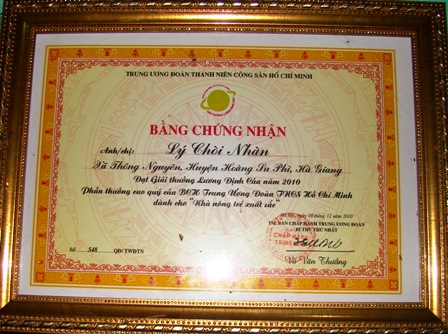 TRUNG ƯƠNG ĐOÀN THANH NIÊN CỘNG SẢN HỒ CHÍ MINH
BẰNG CHỨNG NHẬN
Anh/chị: Lý Chòi Nhàn
Xã Thông Nguyên, Huyện Hoàng Su Phì, Hà Giang
Đạt Giải thưởng Lương Định Của năm 2010
Phần thưởng cao quý của BCH Trung Ương Đoàn TNCS Hồ Chí Minh
dành cho "Nhà nông trẻ xuất sắc"
Hà Nội, ngày 08 tháng 12 năm 2010
TM. BAN CHẤP HÀNH TRUNG ƯƠNG ĐOÀN
BÍ THƯ THỨ NHẤT
CHẤP HÀNH
TRUNG
Số 548 QĐ/TWĐTN
Võ Văn Thưởng